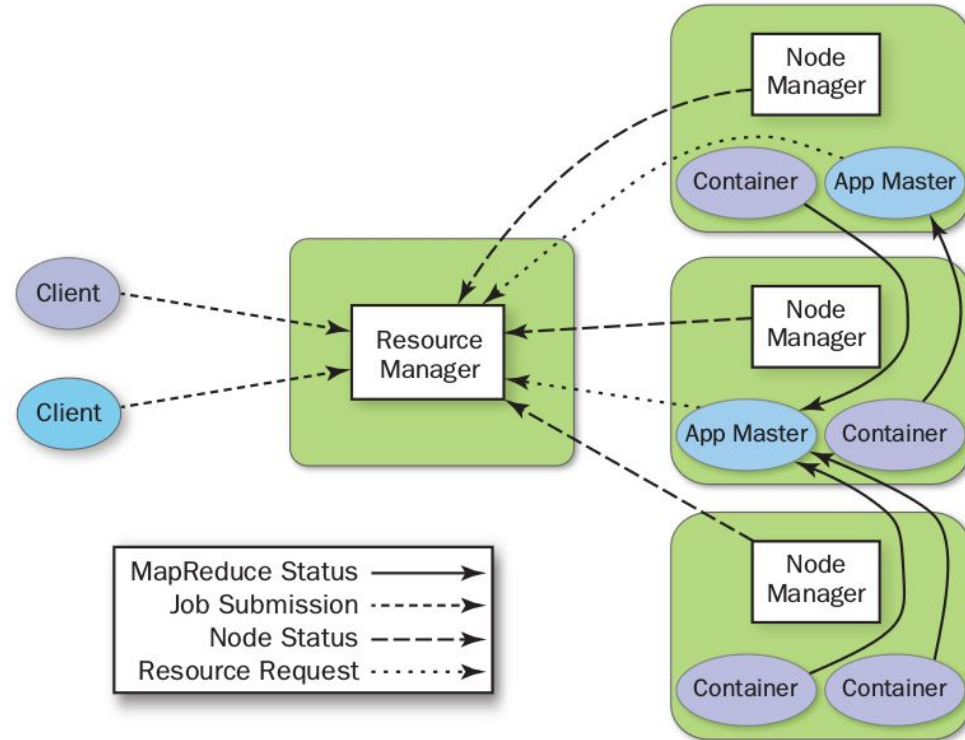 Node
Manager
Container
App Master
Client
Resource
Manager
Node
Manager
Client
App Master
Container
MapReduce Status
Job Submission
Node Status
Resource Request
Node
Manager
Container
Container